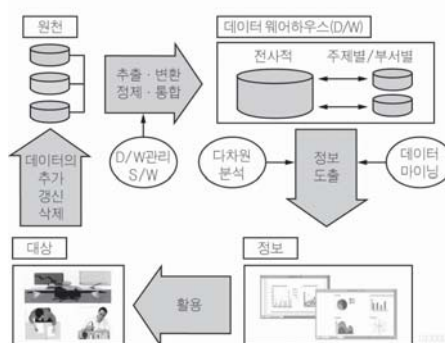 원천
데이터 웨어하우스(D/W)
전사적
주제별/부서별
추출·변환
정제·통합
데이터의
추가
갱신
삭제
D/W관리
S/W
다차원
분석
정보
도출
데이터
마이닝
대상
정보
활용